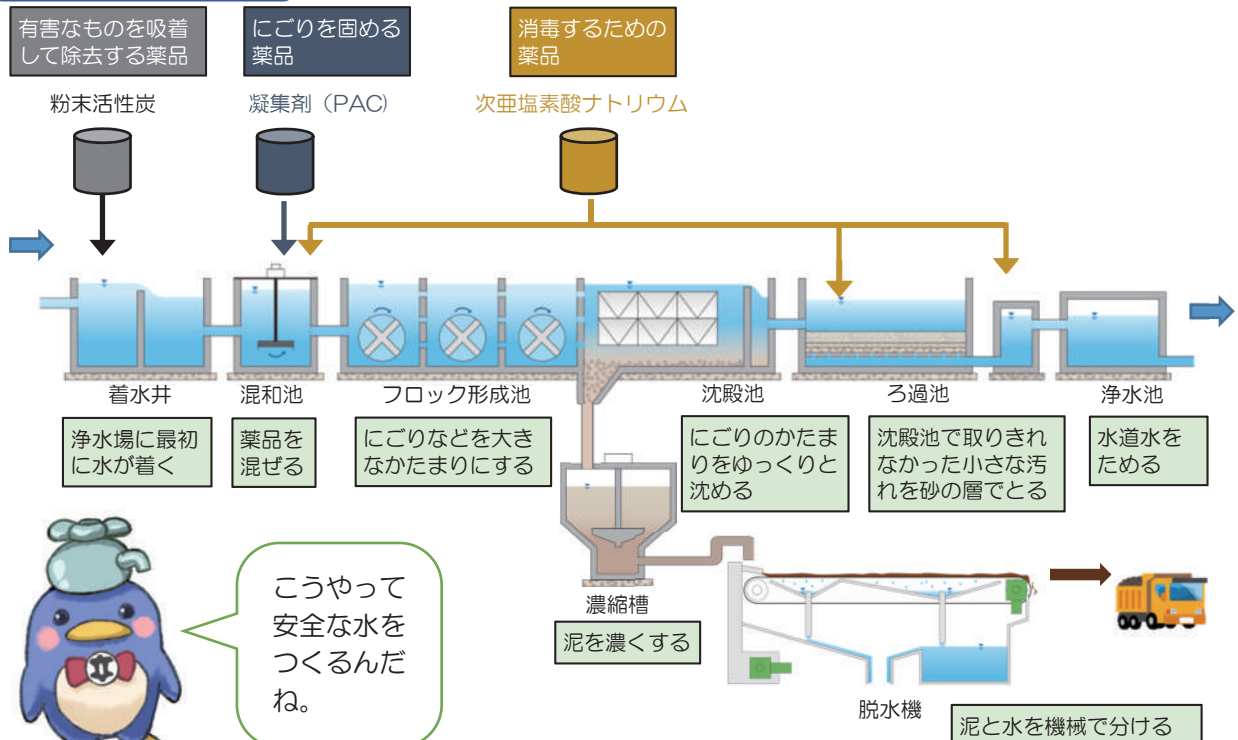 有害なものを吸着
して除去する薬品
にごりを固める
薬品
消毒するための
薬品
粉末活性炭
凝集剤（PAC）
次亜塩素酸ナトリウム
着水井
混和池
フロック形成池
沈殿池
ろ過池
浄水池
浄水場に最初
に水が着く
薬品を
混ぜる
にごりなどを大き
なかたまりにする
にごりのかたま
りをゆっくりと
沈める
沈殿池で取りきれ
なかった小さな汚
れを砂の層でとる
水道水を
ためる
こうやって
安全な水を
つくるんだ
ね。
濃縮槽
泥を濃くする
脱水機
泥と水を機械で分ける